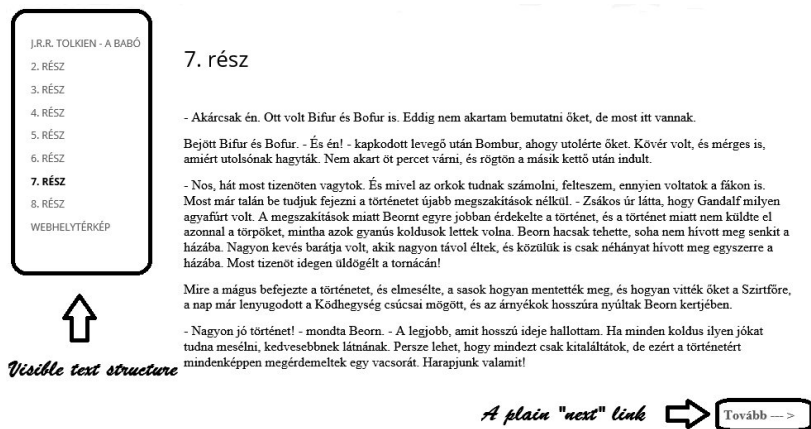 J.R.R. TOLKIEN - A BABÓ
2. RÉSZ
3. RÉSZ
4. RÉSZ
5. RÉSZ
6. RÉSZ
7. RÉSZ
8. RÉSZ
WEBHELYTÉRKÉP
Visible text structure
7. rész
- Akárcsak én. Ott volt Bifur és Bofur is. Eddig nem akartam bemutatni őket, de most itt vannak.
Bejött Bifur és Bofur. - És én! - kapkodott levegő után Bombur, ahogy utolérte őket. Kövér volt, és mérges is,
amiért utolsónak hagyták. Nem akart öt percet várni, és rögtön a másik kettő után indult.
- Nos, hát most tizenöten vagytok. És mivel az orkok tudnak számolni, felteszem, ennyien voltatok a fákon is.
Most már talán be tudjuk fejezni a történetet újabb megszakítások nélkül. - Zsákos úr látta, hogy Gandalf milyen
agyafúrt volt. A megszakítások miatt Beornt egyre jobban érdekelte a történet, és a történet miatt nem küldte el
azonnal a törpöket, mintha azok gyanús koldusok lettek volna. Beorn hacsak tehette, soha nem hívott meg senkit a
házába. Nagyon kevés barátja volt, akik nagyon távol éltek, és közülük is csak néhányat hívott meg egyszerre a
házába. Most tizenöt idegen üldögélt a tornácán!
Mire a mágus befejezte a történetet, és elmesélte, a sasok hogyan mentették meg, és hogyan vitték őket a Szirtfőre,
a nap már lenyugodott a Ködhegység csúcsai mögött, és az árnyékok hosszúra nyúltak Beorn kertjében.
- Nagyon jó történet! - mondta Beorn. - A legjobb, amit hosszú ideje hallottam. Ha minden koldus ilyen jókat
tudna mesélni, kedvesebbnek látnának. Persze lehet, hogy mindezt csak kitaláltátok, de ezért a történetért
mindenképpen megérdemeltek egy vacsorát. Harapjunk valamit!
A plain "next" link
Tovább --- >